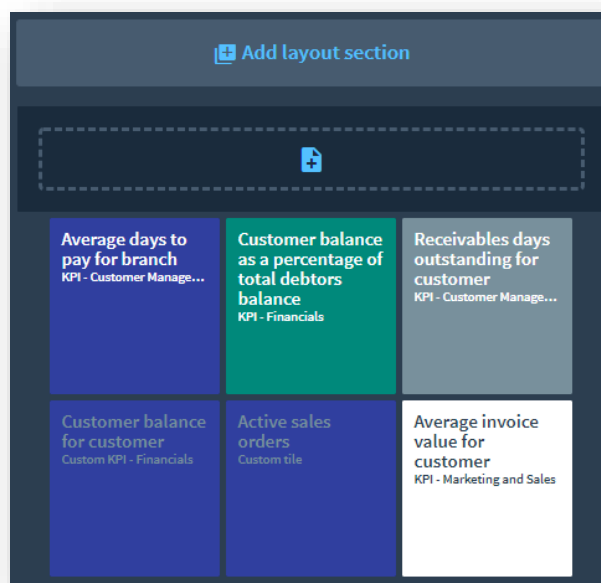 Add layout section
Average days to
pay for branch
KPI - Customer Manage...
Customer balance
as a percentage of
total debtors
balance
KPI - Financials
Receivables days
outstanding for
customer
KPI - Customer Manage...
Customer balance
for customer
Custom KPI - Financials
Active sales
orders
Custom tile
Average invoice
value for
customer
KPI - Marketing and Sales